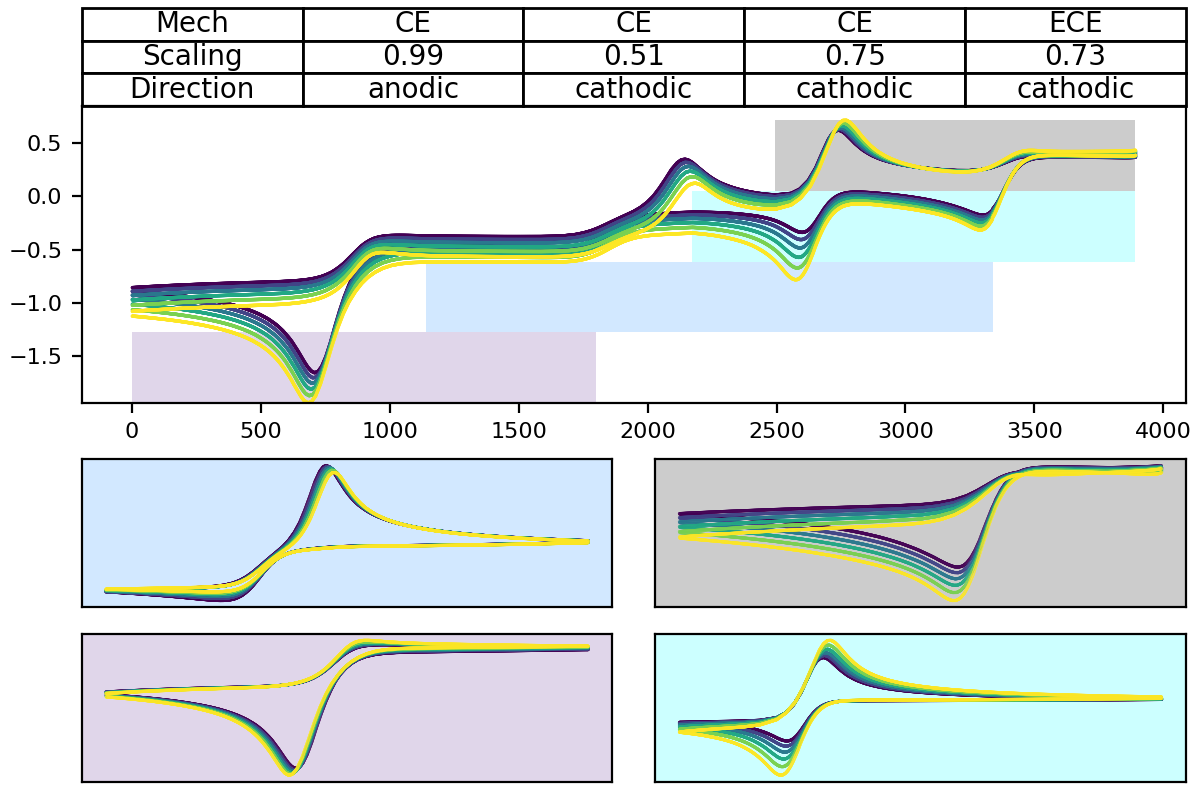 Mech CE CE CE ECE
Scaling 0.99 0.51 0.75 0.73
Direction anodic cathodic cathodic cathodic
0.5
0.0
−0.5
−1.0
−1.5
0 500 1000 1500 2000 2500 3000 3500 4000